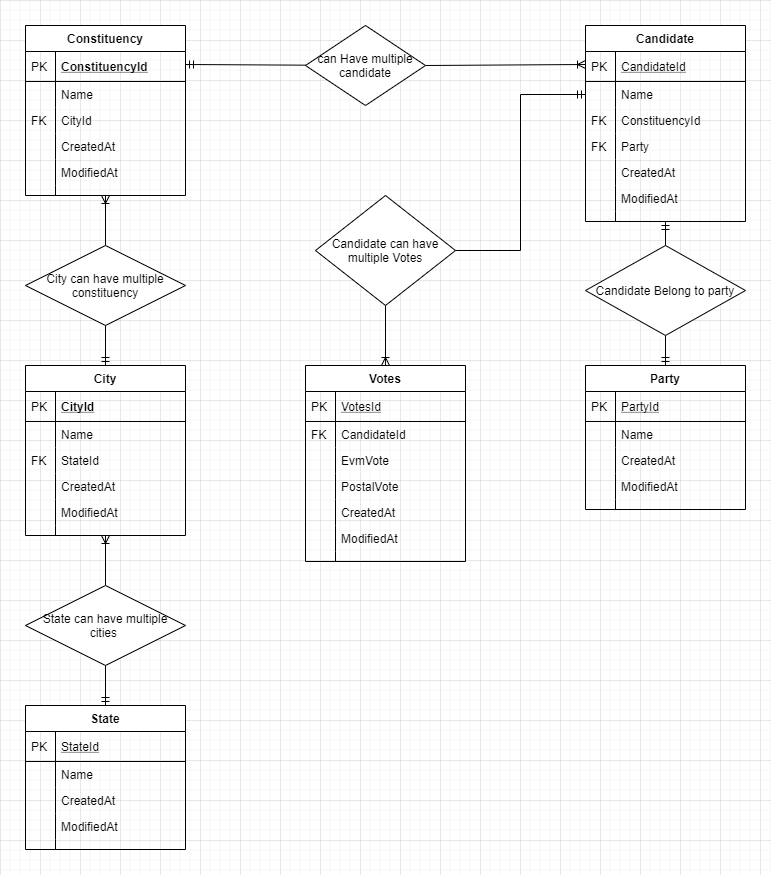 Constituency
PK ConstituencyId
Name
FK CityId
CreatedAt
ModifiedAt
can Have multiple
candidate
Candidate
PK CandidateId
Name
FK ConstituencyId
FK Party
CreatedAt
ModifiedAt
City can have multiple
constituency
Candidate can have
multiple Votes
Candidate Belong to party
City
PK CityId
Name
FK StateId
CreatedAt
ModifiedAt
Votes
PK VotesId
FK CandidateId
EvmVote
PostalVote
CreatedAt
ModifiedAt
Party
PK PartyId
Name
CreatedAt
ModifiedAt
State can have multiple
cities
State
PK StateId
Name
CreatedAt
ModifiedAt